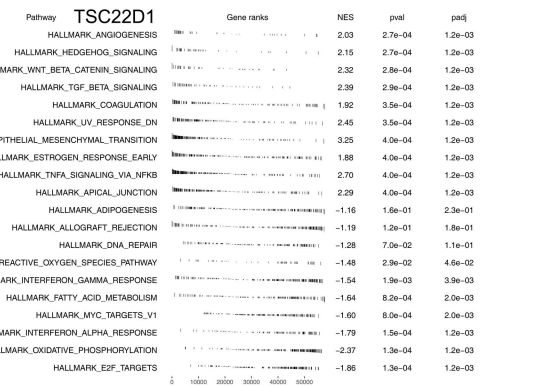 Pathway TSC22D1 Gene ranks NES pval padj
HALLMARK_ANGIOGENESIS 2.03 2.7e−04 1.2e−03
HALLMARK_HEDGEHOG_SIGNALING 2.15 2.7e−04 1.2e−03
MARK_WNT_BETA_CATENIN_SIGNALING 2.32 2.8e−04 1.2e−03
HALLMARK_TGF_BETA_SIGNALING 2.39 2.9e−04 1.2e−03
HALLMARK_COAGULATION 1.92 3.5e−04 1.2e−03
HALLMARK_UV_RESPONSE_DN 2.45 3.5e−04 1.2e−03
PITHELIAL_MESENCHYMAL_TRANSITION 3.25 4.0e−04 1.2e−03
LLMARK_ESTROGEN_RESPONSE_EARLY 1.88 4.0e−04 1.2e−03
HALLMARK_TNFA_SIGNALING_VIA_NFKB 2.70 4.0e−04 1.2e−03
HALLMARK_APICAL_JUNCTION 2.29 4.0e−04 1.2e−03
HALLMARK_ADIPOGENESIS −1.16 1.6e−01 2.3e−01
HALLMARK_ALLOGRAFT_REJECTION −1.19 1.2e−01 1.8e−01
HALLMARK_DNA_REPAIR −1.28 7.0e−02 1.1e−01
REACTIVE_OXYGEN_SPECIES_PATHWAY −1.48 2.9e−02 4.6e−02
ARK_INTERFERON_GAMMA_RESPONSE −1.54 1.9e−03 3.9e−03
HALLMARK_FATTY_ACID_METABOLISM −1.64 8.2e−04 2.0e−03
HALLMARK_MYC_TARGETS_V1 −1.60 8.0e−04 2.0e−03
MARK_INTERFERON_ALPHA_RESPONSE −1.79 1.5e−04 1.2e−03
LLMARK_OXIDATIVE_PHOSPHORYLATION −2.37 1.3e−04 1.2e−03
HALLMARK_E2F_TARGETS −1.86 1.3e−04 1.2e−03
0 10000 20000 30000 40000 50000